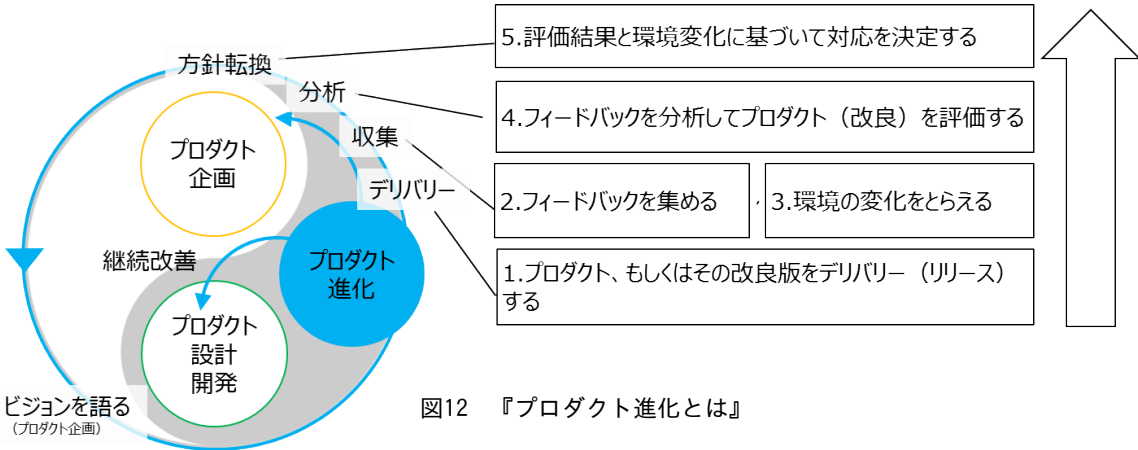 方針転換
分析
収集
デリバリー
プロダクト
企画
継続改善
プロダクト
進化
プロダクト
設計
開発
ビジョンを語る
(プロダクト企画)
5.評価結果と環境変化に基づいて対応を決定する
4.フィードバックを分析してプロダクト（改良）を評価する
2.フィードバックを集める
3.環境の変化をとらえる
1.プロダクト、もしくはその改良版をデリバリー（リリース）
する
図12　『プロダクト進化とは』